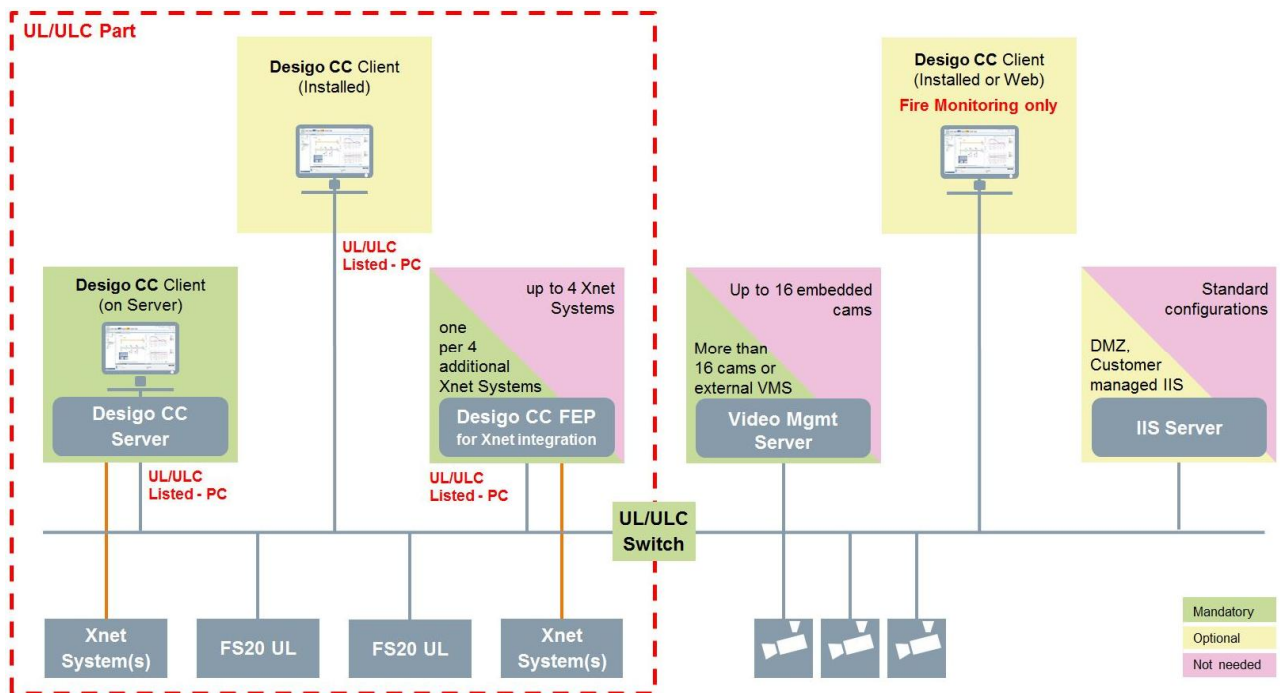 UL/ULC Part
Desigo CC Client
(Installed)
Desigo CC Client
(Installed or Web)
Fire Monitoring only
UL/ULC
Listed - PC
Desigo CC Client
(on Server)
Desigo CC
Server
UL/ULC
Listed - PC
up to 4 Xnet
Systems
one
per 4
additional
Xnet Systems
Desigo CC FEP
for Xnet integration
UL/ULC
Listed - PC
Up to 16 embedded
cams
More than
16 cams or
external VMS
Video Mgmt
Server
Standard
configurations
DMZ,
Customer
managed IIS
IIS Server
UL/ULC
Switch
Xnet
System(s)
FS20 UL
FS20 UL
Xnet
System(s)
Mandatory
Optional
Not needed